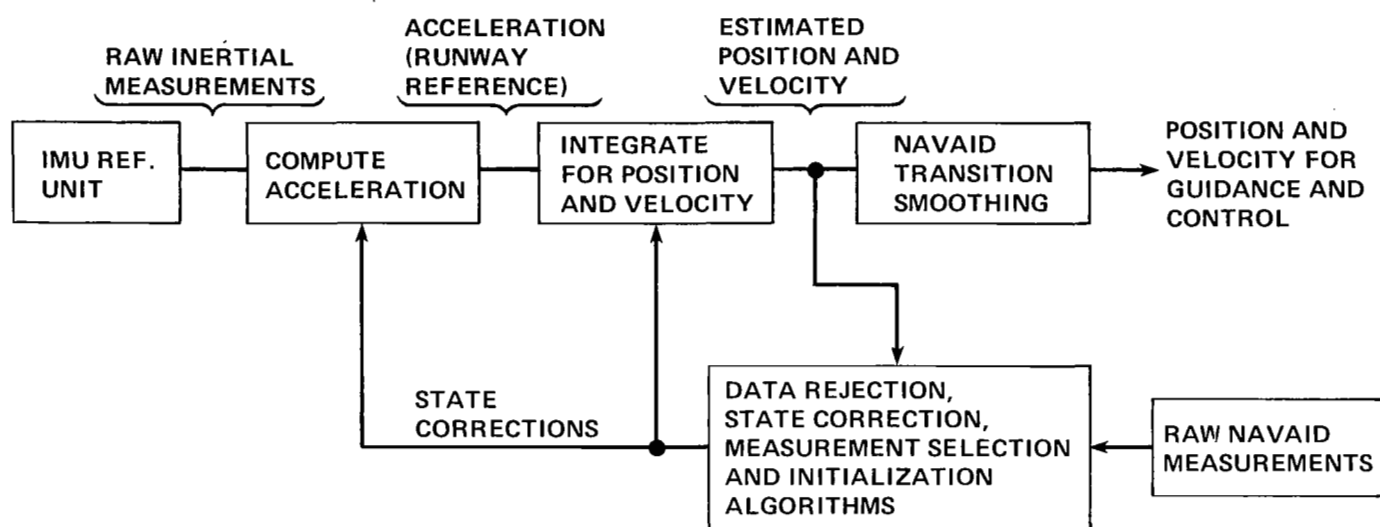 RAW INERTIAL
MEASUREMENTS
ACCELERATION
(RUNWAY
REFERENCE)
ESTIMATED
POSITION AND
VELOCITY
IMU REF.
UNIT
COMPUTE
ACCELERATION
INTEGRATE
FOR POSITION
AND VELOCITY
NAVAID
TRANSITION
SMOOTHING
POSITION AND
VELOCITY FOR
GUIDANCE AND
CONTROL
STATE
CORRECTIONS
DATA REJECTION,
STATE CORRECTION,
MEASUREMENT SELECTION
AND INITIALIZATION
ALGORITHMS
RAW NAVAID
MEASUREMENTS